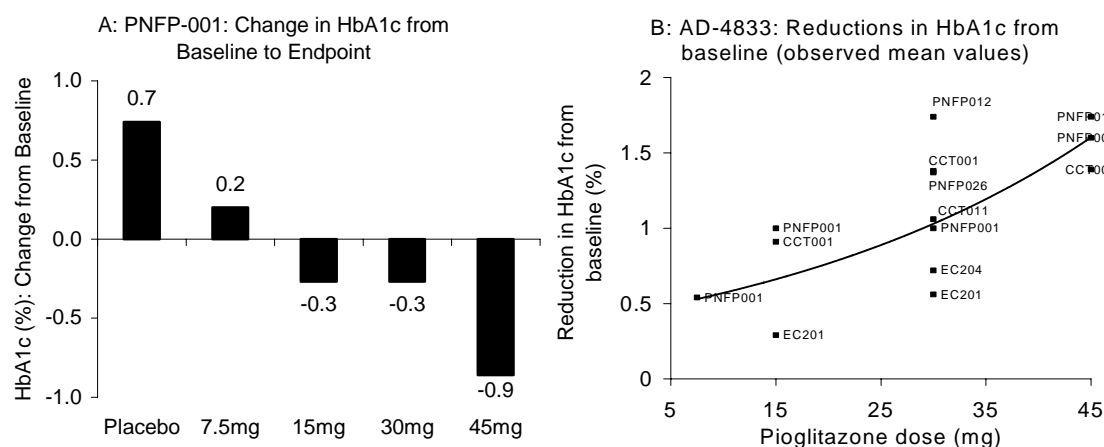 A: PNFP-001: Change in HbA1c from
Baseline to Endpoint
HbA1c (%): Change from Baseline
1.0
0.5
0.0
-0.5
-1.0
0.7
0.2
-0.3
-0.3
-0.9
Placebo 7.5mg 15mg 30mg 45mg
B: AD-4833: Reductions in HbA1c from
baseline (observed mean values)
Reduction in HbA1c from
baseline (%)
2
1.5
1
0.5
0
PNFP012
PNFP01
CCT001
PNFP00
PNFP026
CCT00
CCT011
PNFP001
PNFP001
CCT001
EC204
PNFP001
EC201
EC201
5 15 25 35 45
Pioglitazone dose (mg)